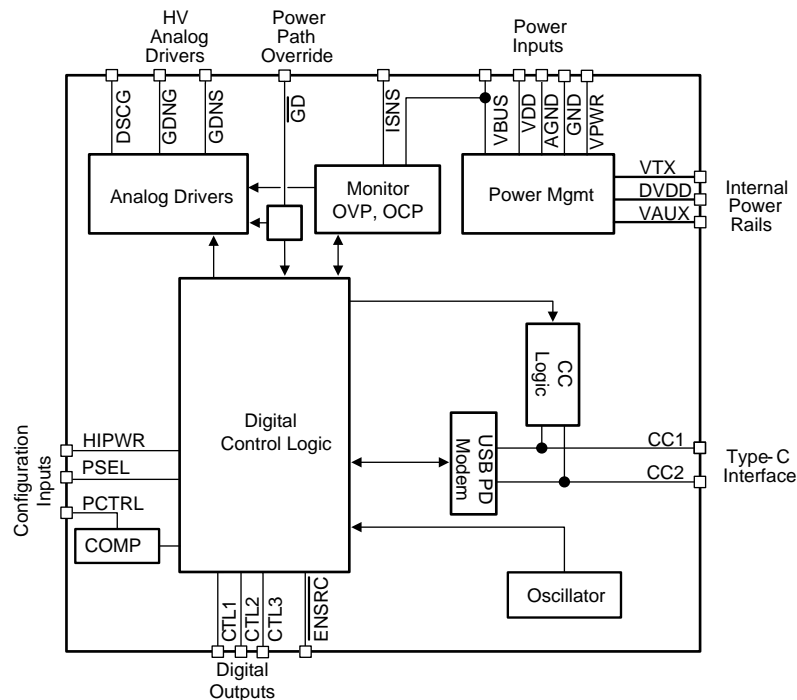 HV
Analog
Drivers
Power
Path
Override
Power
Inputs
DSCG
GDNG
GDNS
GD
ISNS
VBUS
VDD
AGND
GND
VPWR
Analog Drivers
Monitor
OVP, OCP
Power Mgmt
VTX
DVDD
VAUX
Internal
Power
Rails
CC
Logic
Digital
Control Logic
Configuration
Inputs
HIPWR
PSEL
PCTRL
COMP
USB PD
Modem
CC1
CC2
Type-C
Interface
Oscillator
CTL1
CTL2
CTL3
ENSRC
Digital
Outputs